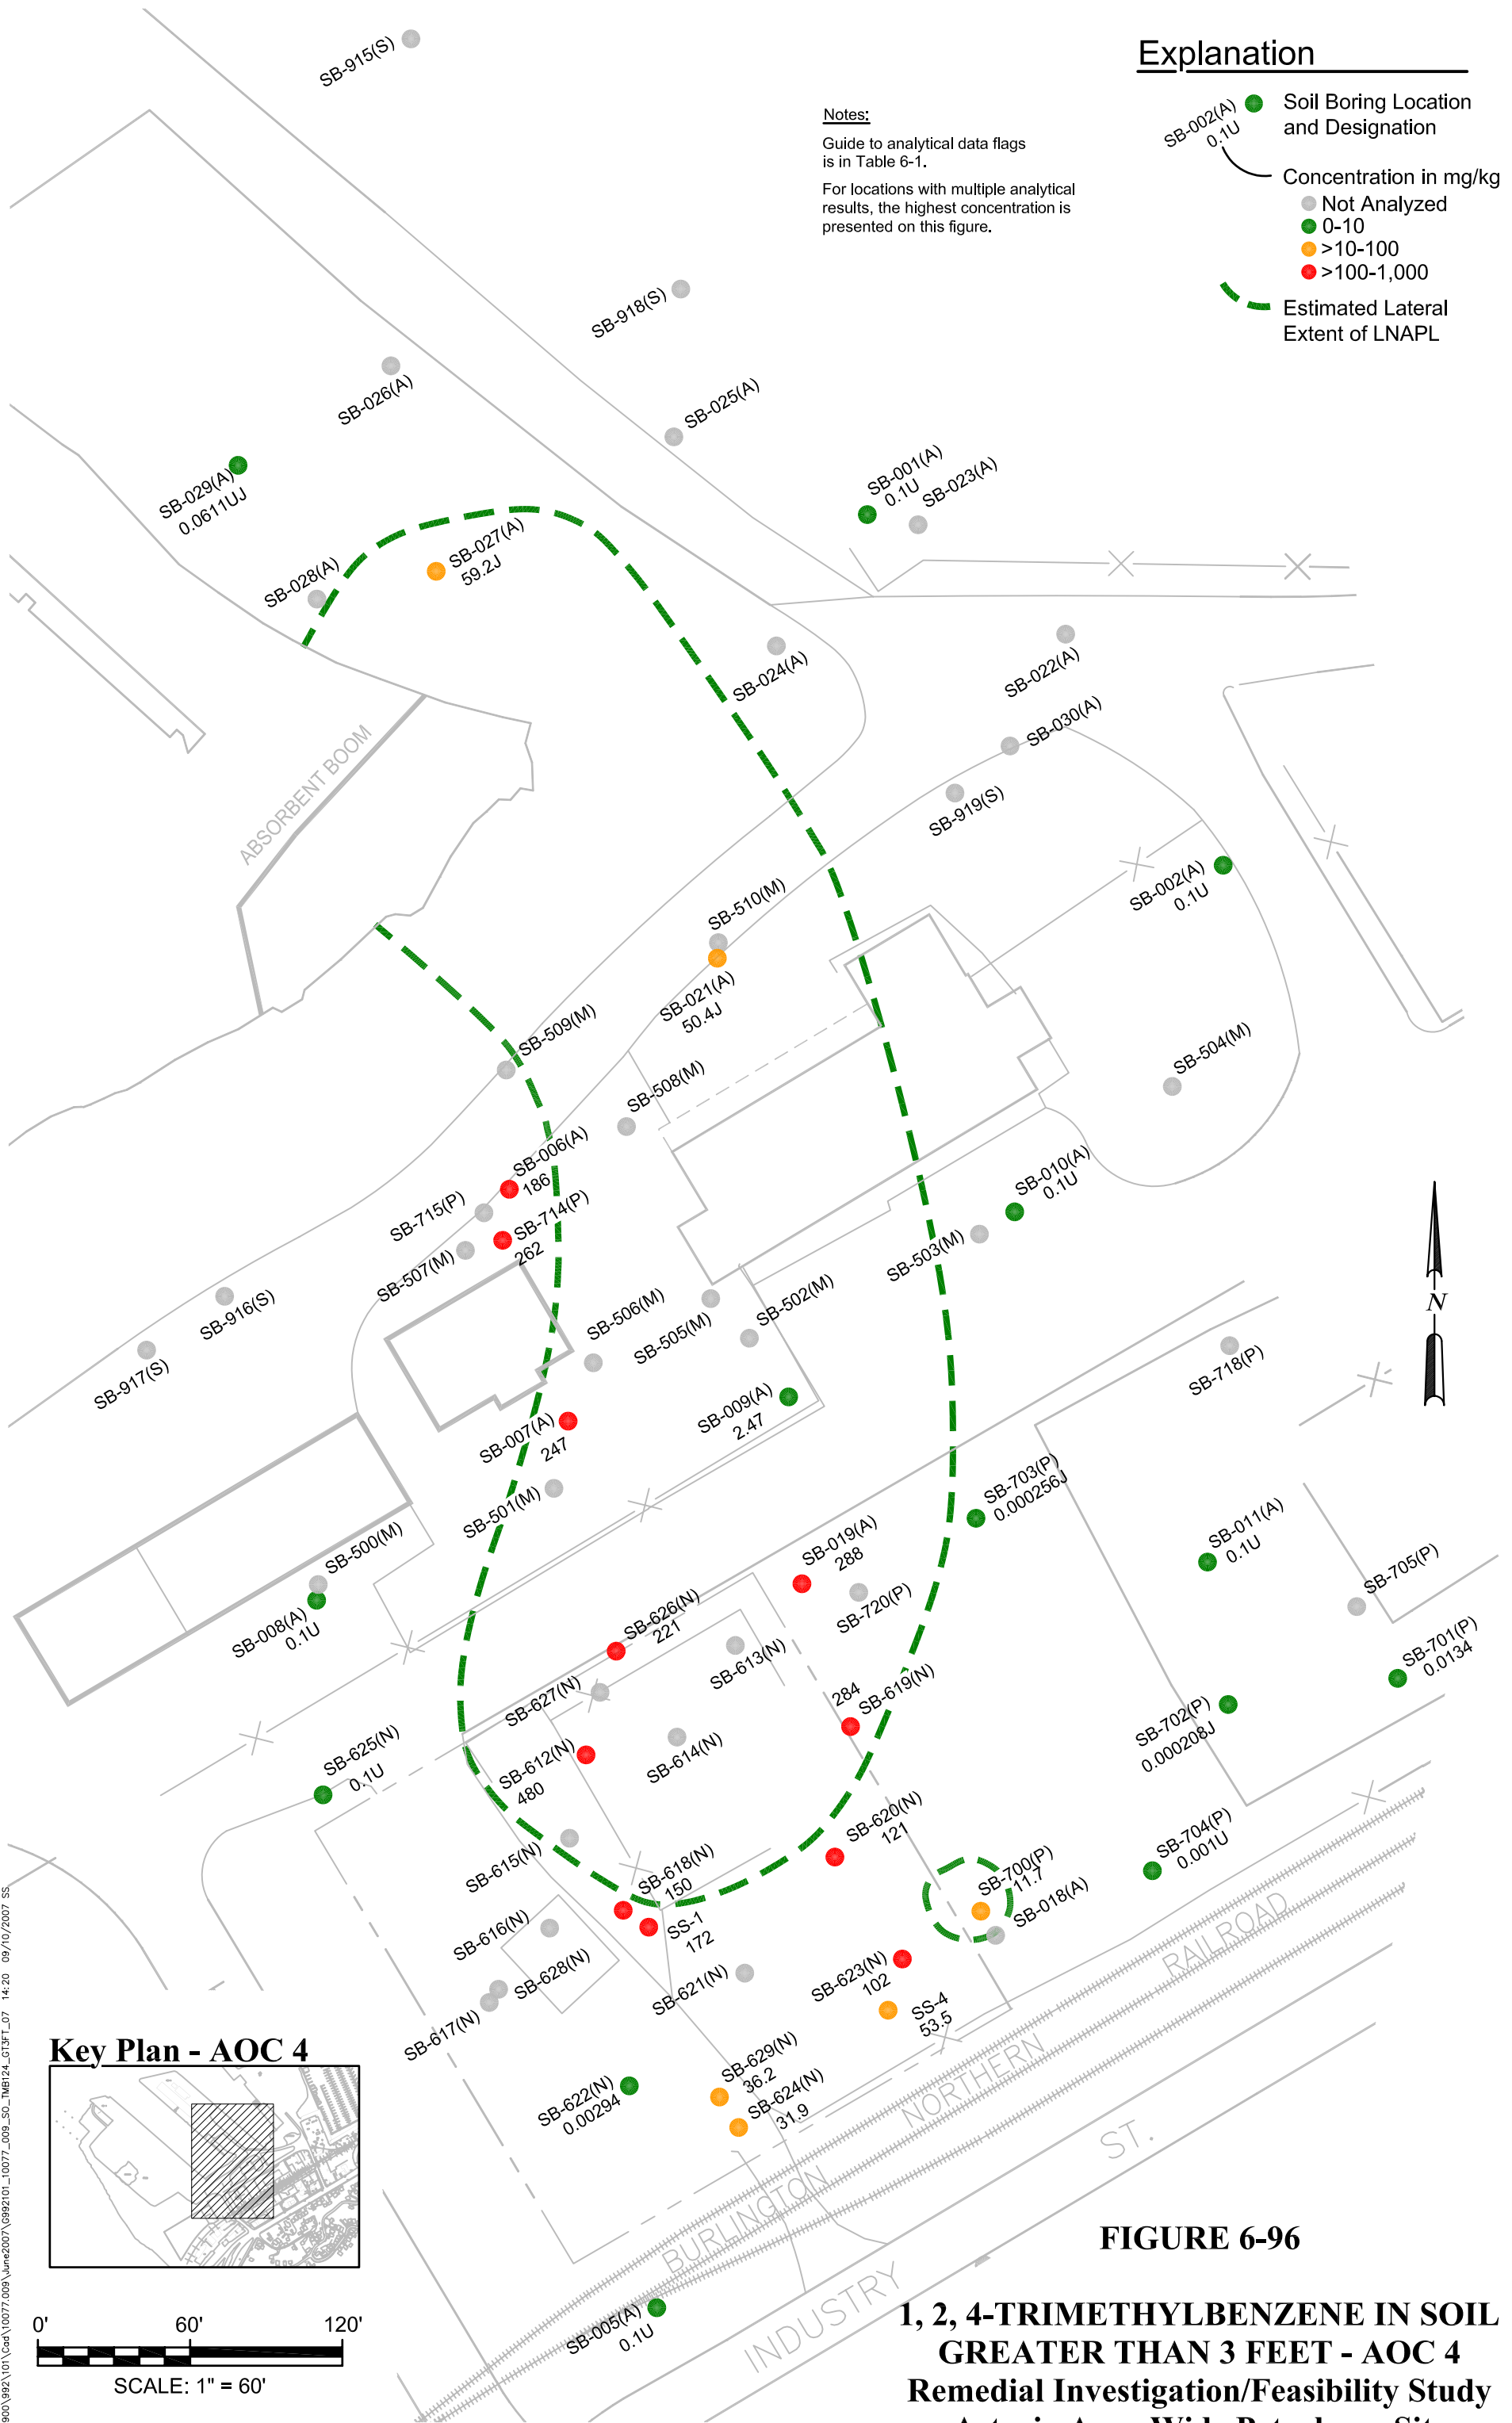 SB-915(S)
Explanation
Notes:
Guide to analytical data flags
is in Table 6-1.
For locations with multiple analytical
results, the highest concentration is
presented on this figure.
SB-002(A)
0.1U
Soil Boring Location
and Designation
Concentration in mg/kg
Not Analyzed
0-10
>10-100
>100-1,000
Estimated Lateral
Extent of LNAPL
SB-918(S)
SB-026(A)
SB-025(A)
SB-029(A)
0.0611UJ
SB-001(A)
0.1U
SB-023(A)
SB-027(A)
59.2J
SB-028(A)
SB-024(A)
SB-022(A)
SB-030(A)
ABSORBENT BOOM
SB-919(S)
SB-002(A)
0.1U
SB-510(M)
SB-021(A)
50.4J
SB-509(M)
SB-508(M)
SB-504(M)
SB-006(A)
186
SB-715(P)
SB-714(P)
262
SB-507(M)
SB-010(A)
0.1U
SB-503(M)
N
SB-916(S)
SB-917(S)
SB-506(M)
SB-505(M)
SB-502(M)
SB-718(P)
SB-009(A)
2.47
SB-007(A)
247
SB-501(M)
SB-703(P)
0.000256J
SB-500(M)
SB-008(A)
0.1U
SB-019(A)
288
SB-720(P)
SB-011(A)
0.1U
SB-705(P)
SB-626(N)
221
SB-613(N)
SB-701(P)
0.0134
SB-627(N)
284
SB-619(N)
SB-702(P)
0.000208J
SB-614(N)
SB-612(N)
480
SB-625(N)
0.1U
SB-620(N)
121
SB-704(P)
0.001U
SB-615(N)
SB-618(N)
150
SS-1
172
SB-700(P)
11.7
SB-018(A)
SB-616(N)
SB-628(N)
SB-617(N)
SB-621(N)
SB-623(N)
102
SS-4
53.5
RAILROAD
NORTHERN
BURLINGTON
SB-629(N)
36.2
SB-624(N)
31.9
SB-622(N)
0.00294
INDUSTRY
ST.
SB-005(A)
0.1U
Key Plan - AOC 4
0'
60'
120'
SCALE: 1" = 60'
FIGURE 6-96
1, 2, 4-TRIMETHYLBENZENE IN SOIL
GREATER THAN 3 FEET - AOC 4
Remedial Investigation/Feasibility Study
900\992\101\Cad\10077.009\June2007\G992101_10077_009_SO_TMB124_GT3FT_07 14:20 09/10/2007 SS